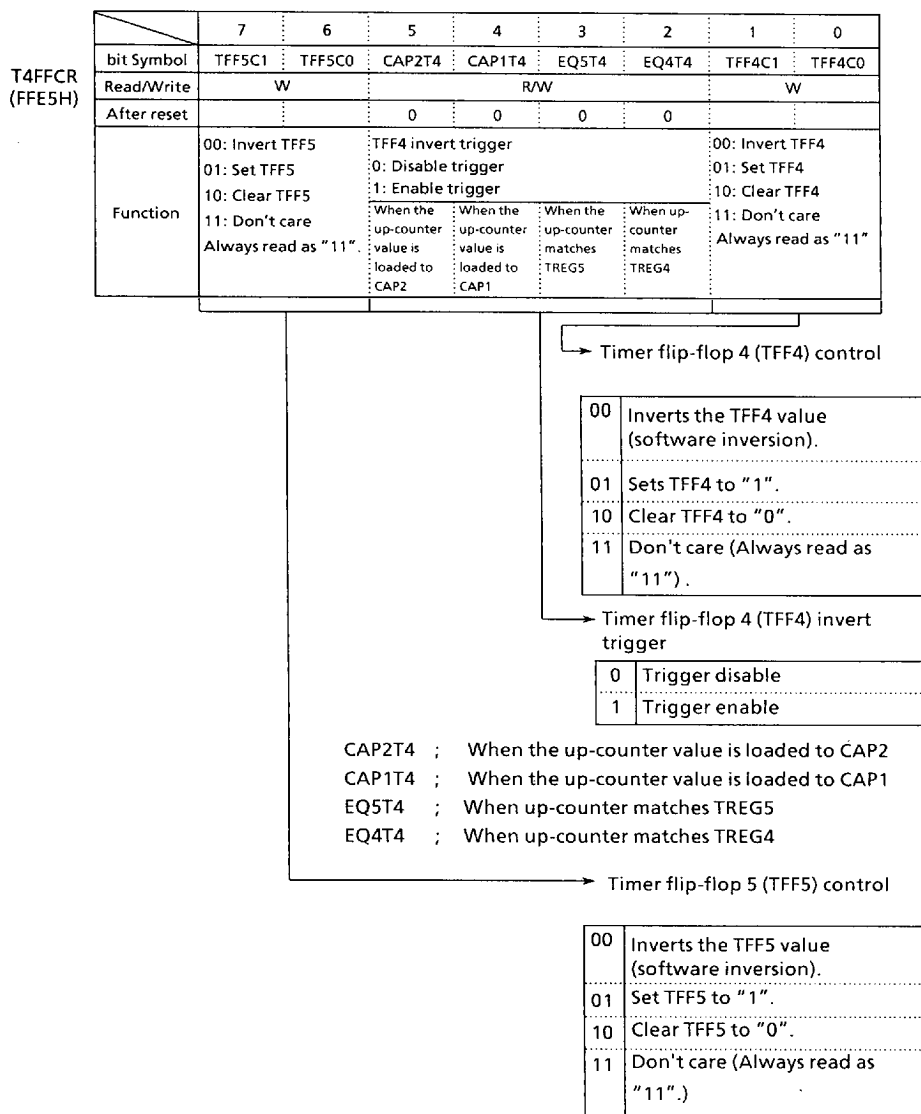 7 6 5 4 3 2 1 0
T4FFCR
(FFE5H)
bit Symbol TFF5C1 TFF5C0 CAP2T4 CAP1T4 EQ5T4 EQ4T4 TFF4C1 TFF4C0
Read/Write W R/W W
After reset 0 0 0 0
Function
00: Invert TFF5
01: Set TFF5
10: Clear TFF5
11: Don't care
Always read as "11".
TFF4 invert trigger
0: Disable trigger
1: Enable trigger
When the
up-counter
value is
loaded to
CAP2
When the
up-counter
value is
loaded to
CAP1
When the
up-counter
matches
TREG5
When up-
counter
matches
TREG4
00: Invert TFF4
01: Set TFF4
10: Clear TFF4
11: Don't care
Always read as "11"
Timer flip-flop 4 (TFF4) control
00 Inverts the TFF4 value
(software inversion).
01 Sets TFF4 to "1".
10 Clear TFF4 to "0".
11 Don't care (Always read as
"11").
Timer flip-flop 4 (TFF4) invert
trigger
0 Trigger disable
1 Trigger enable
CAP2T4 ; When the up-counter value is loaded to CAP2
CAP1T4 ; When the up-counter value is loaded to CAP1
EQ5T4 ; When up-counter matches TREG5
EQ4T4 ; When up-counter matches TREG4
Timer flip-flop 5 (TFF5) control
00 Inverts the TFF5 value
(software inversion).
01 Set TFF5 to "1".
10 Clear TFF5 to "0".
11 Don't care (Always read as
"11".)